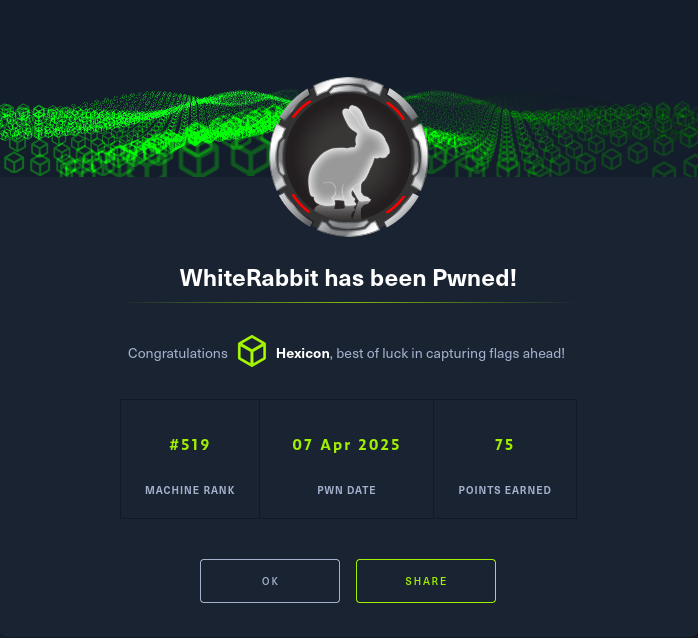 WhiteRabbit has been Pwned!
Congratulations Hexicon, best of luck in capturing flags ahead!
#519 07 Apr 2025 75
MACHINE RANK PWN DATE POINTS EARNED
OK SHARE